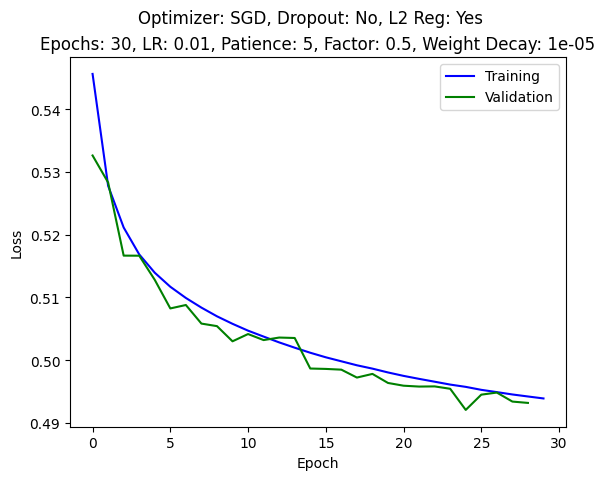 Optimizer: SGD, Dropout: No, L2 Reg: Yes
Epochs: 30, LR: 0.01, Patience: 5, Factor: 0.5, Weight Decay: 1e-05
Training
Validation
0.54
0.53
0.52
0.51
0.50
0.49
Loss
0 5 10 15 20 25 30
Epoch